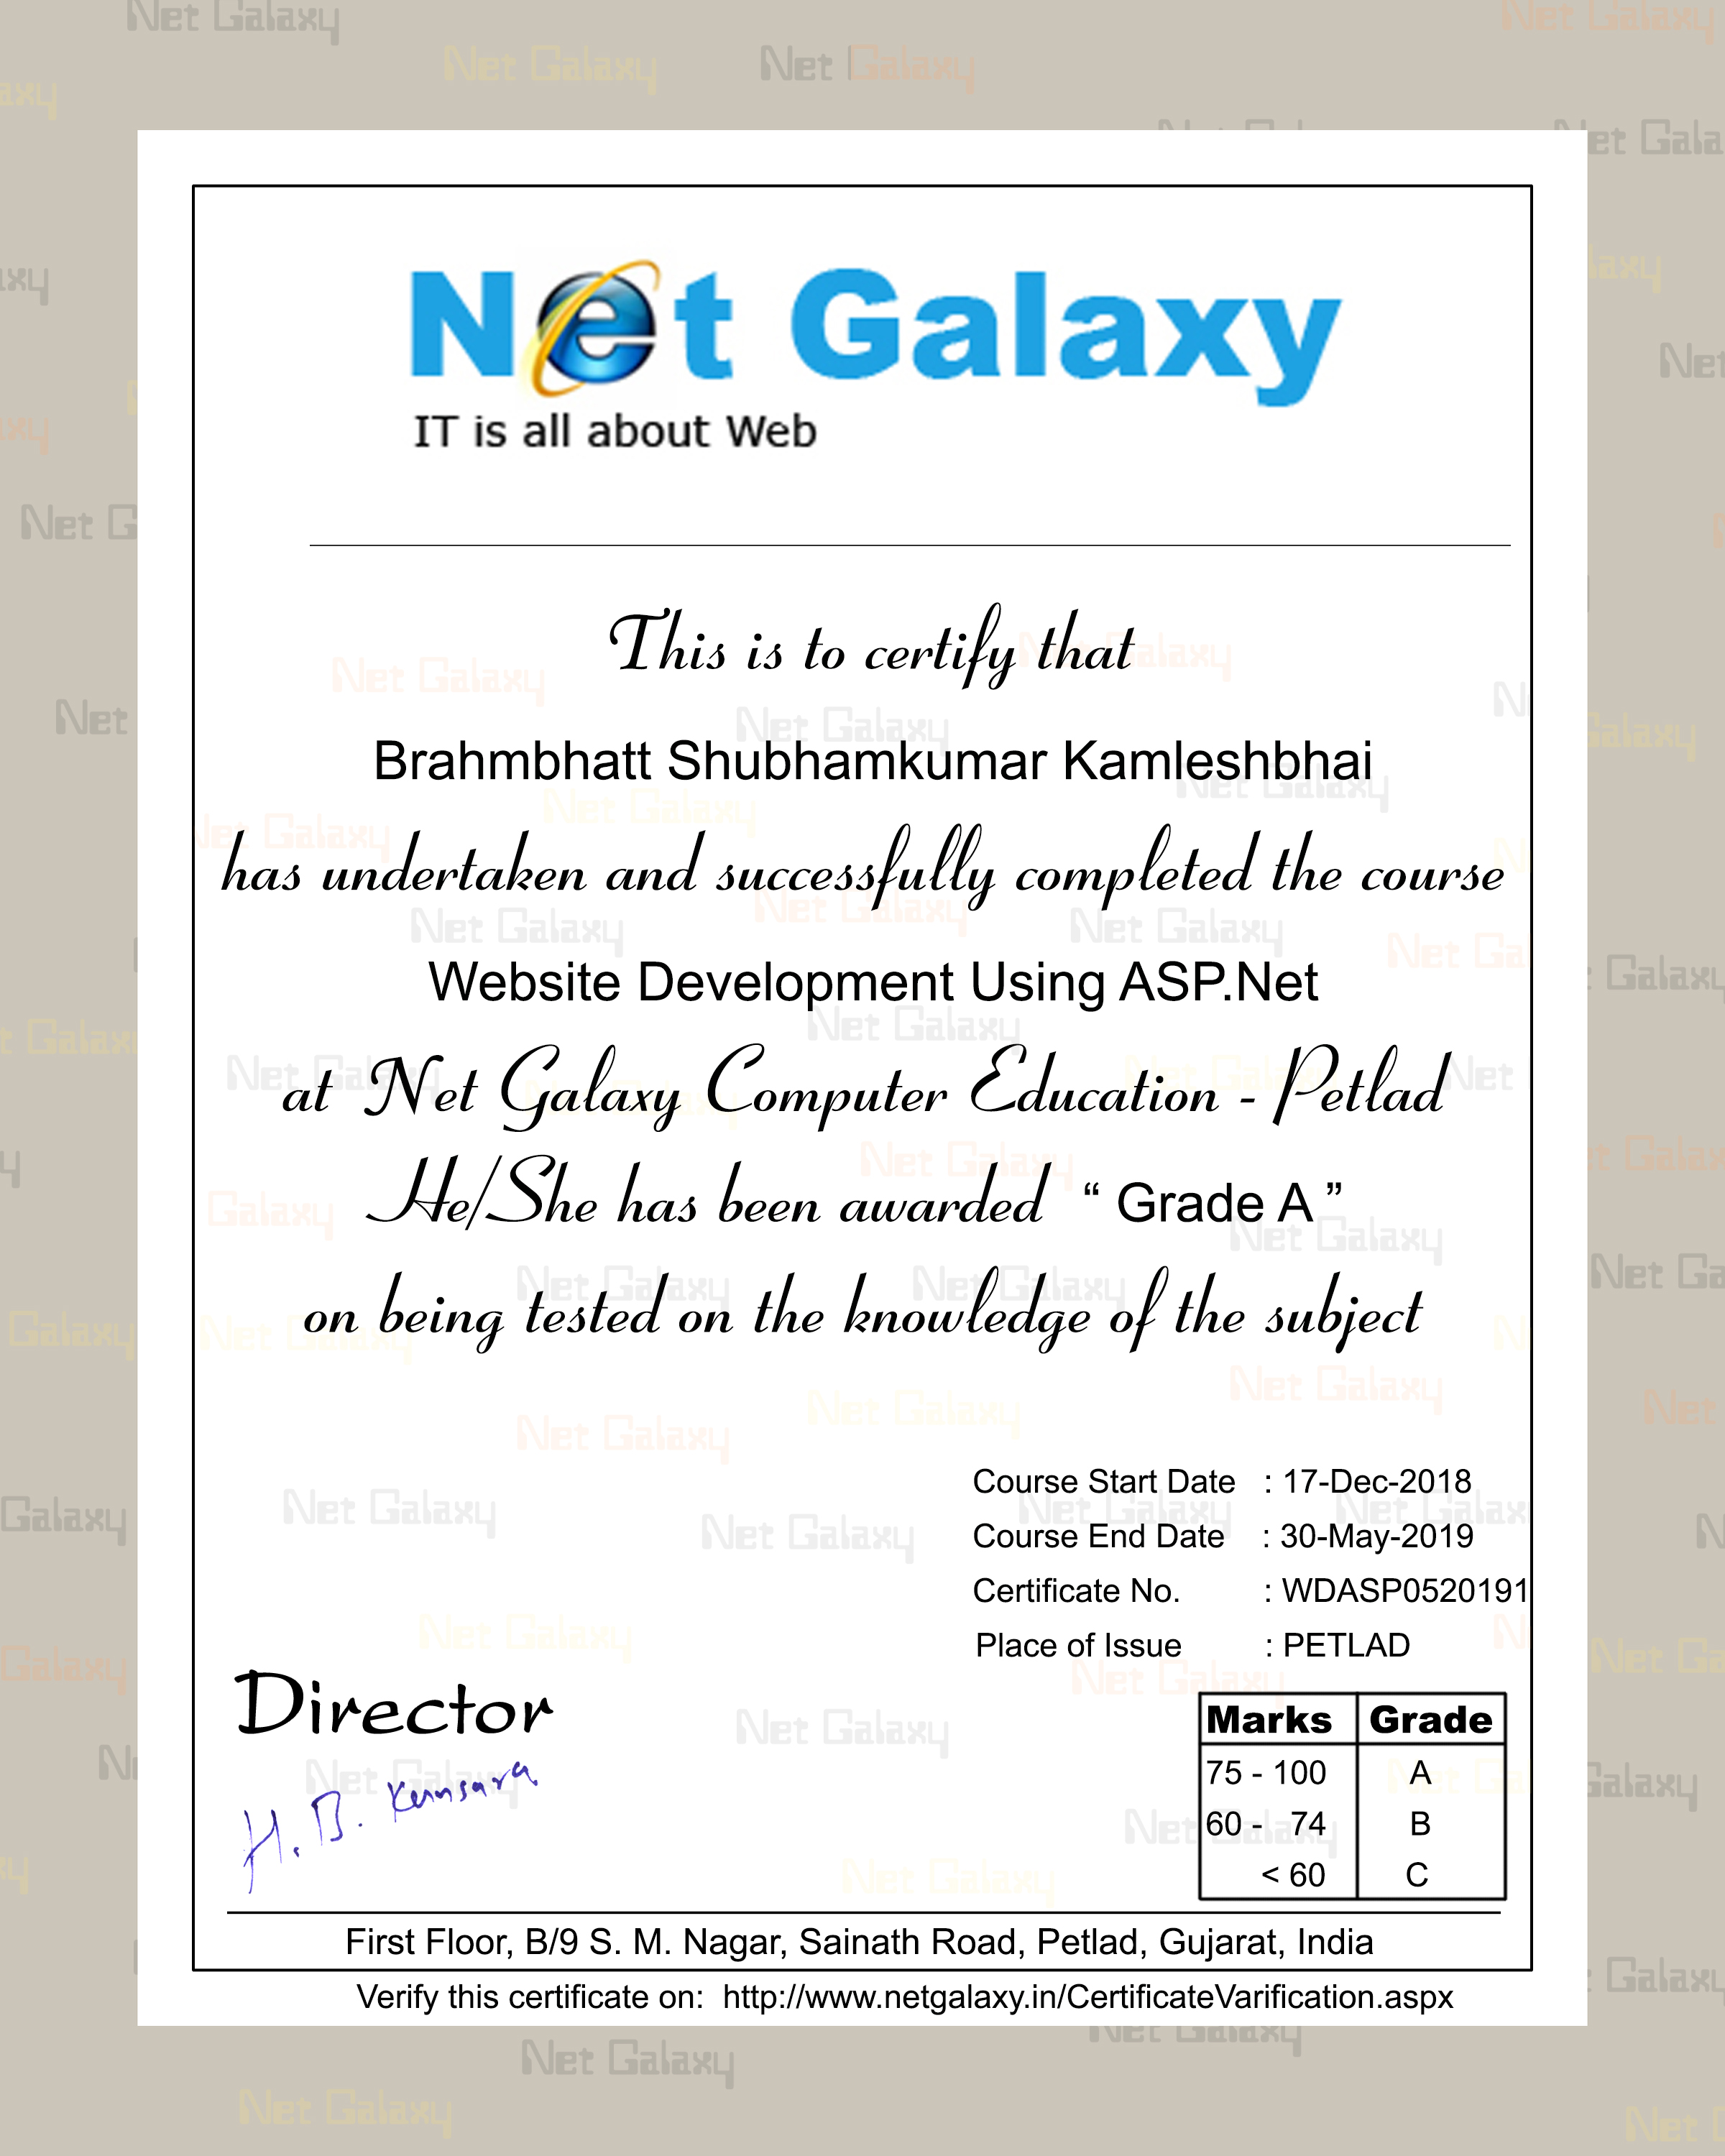 Net Galaxy
IT is all about Web
This is to certify that
Brahmbhatt Shubhamkumar Kamleshbhai
has undertaken and successfully completed the course
Website Development Using ASP.Net
at Net Galaxy Computer Education - Petlad
He/She has been awarded “ Grade A ”
on being tested on the knowledge of the subject
Course Start Date : 17-Dec-2018
Course End Date : 30-May-2019
Certificate No. : WDASP0520191
Place of Issue : PETLAD
Director
H. B. Kansara
Marks Grade
75 - 100 A
60 - 74 B
< 60 C
First Floor, B/9 S. M. Nagar, Sainath Road, Petlad, Gujarat, India
Verify this certificate on: http://www.netgalaxy.in/CertificateVarification.aspx